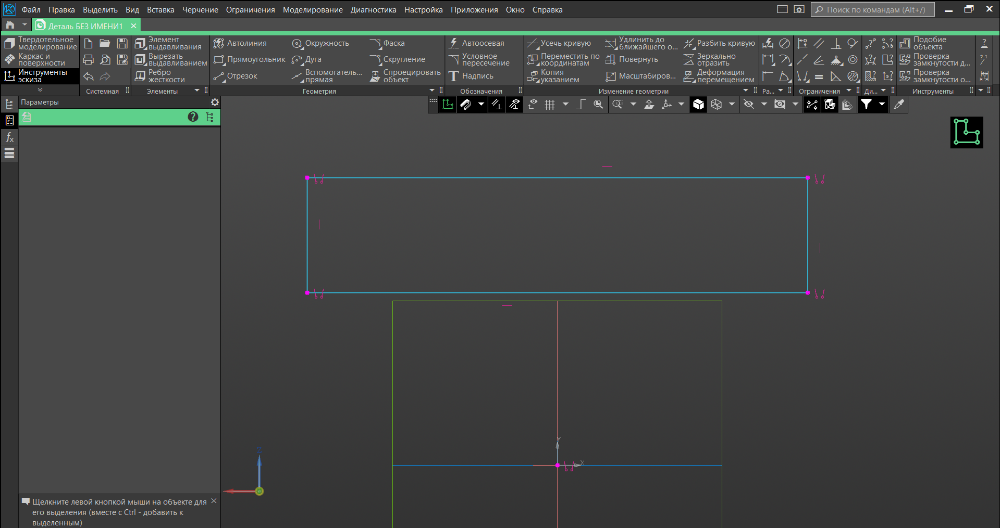 Файл Правка Выделить Вид Вставка Черчение Ограничения Моделирование Диагностика Настройка Приложения Окно Справка Поиск по командам (Alt+/)
Деталь БЕЗ ИМЕНИ1
Твердотельное моделирование
Каркас и поверхности
Инструменты эскиза
Системная
Элемент выдавливания
Вырезать выдавливанием
Ребро жесткости
Элементы
Автолиния Окружность Фаска
Прямоугольник Дуга Скругление
Отрезок Вспомогатель... прямая Спроецировать объект
Геометрия
Автоосевая
Условное пересечение
Надпись
Обозначения
Усечь кривую Удлинить до ближайшего о... Разбить кривую
Переместить по координатам Повернуть Зеркально отразить
Копия указанием Масштабиров... Деформация перемещением
Изменение геометрии
Ра...
Ограничения
Ди...
Подобие объекта
Проверка замкнутости д...
Проверка замкнутости о...
Инструменты
Параметры
Y
X
Z
Щелкните левой кнопкой мыши на объекте для
его выделения (вместе с Ctrl - добавить к
выделенным)